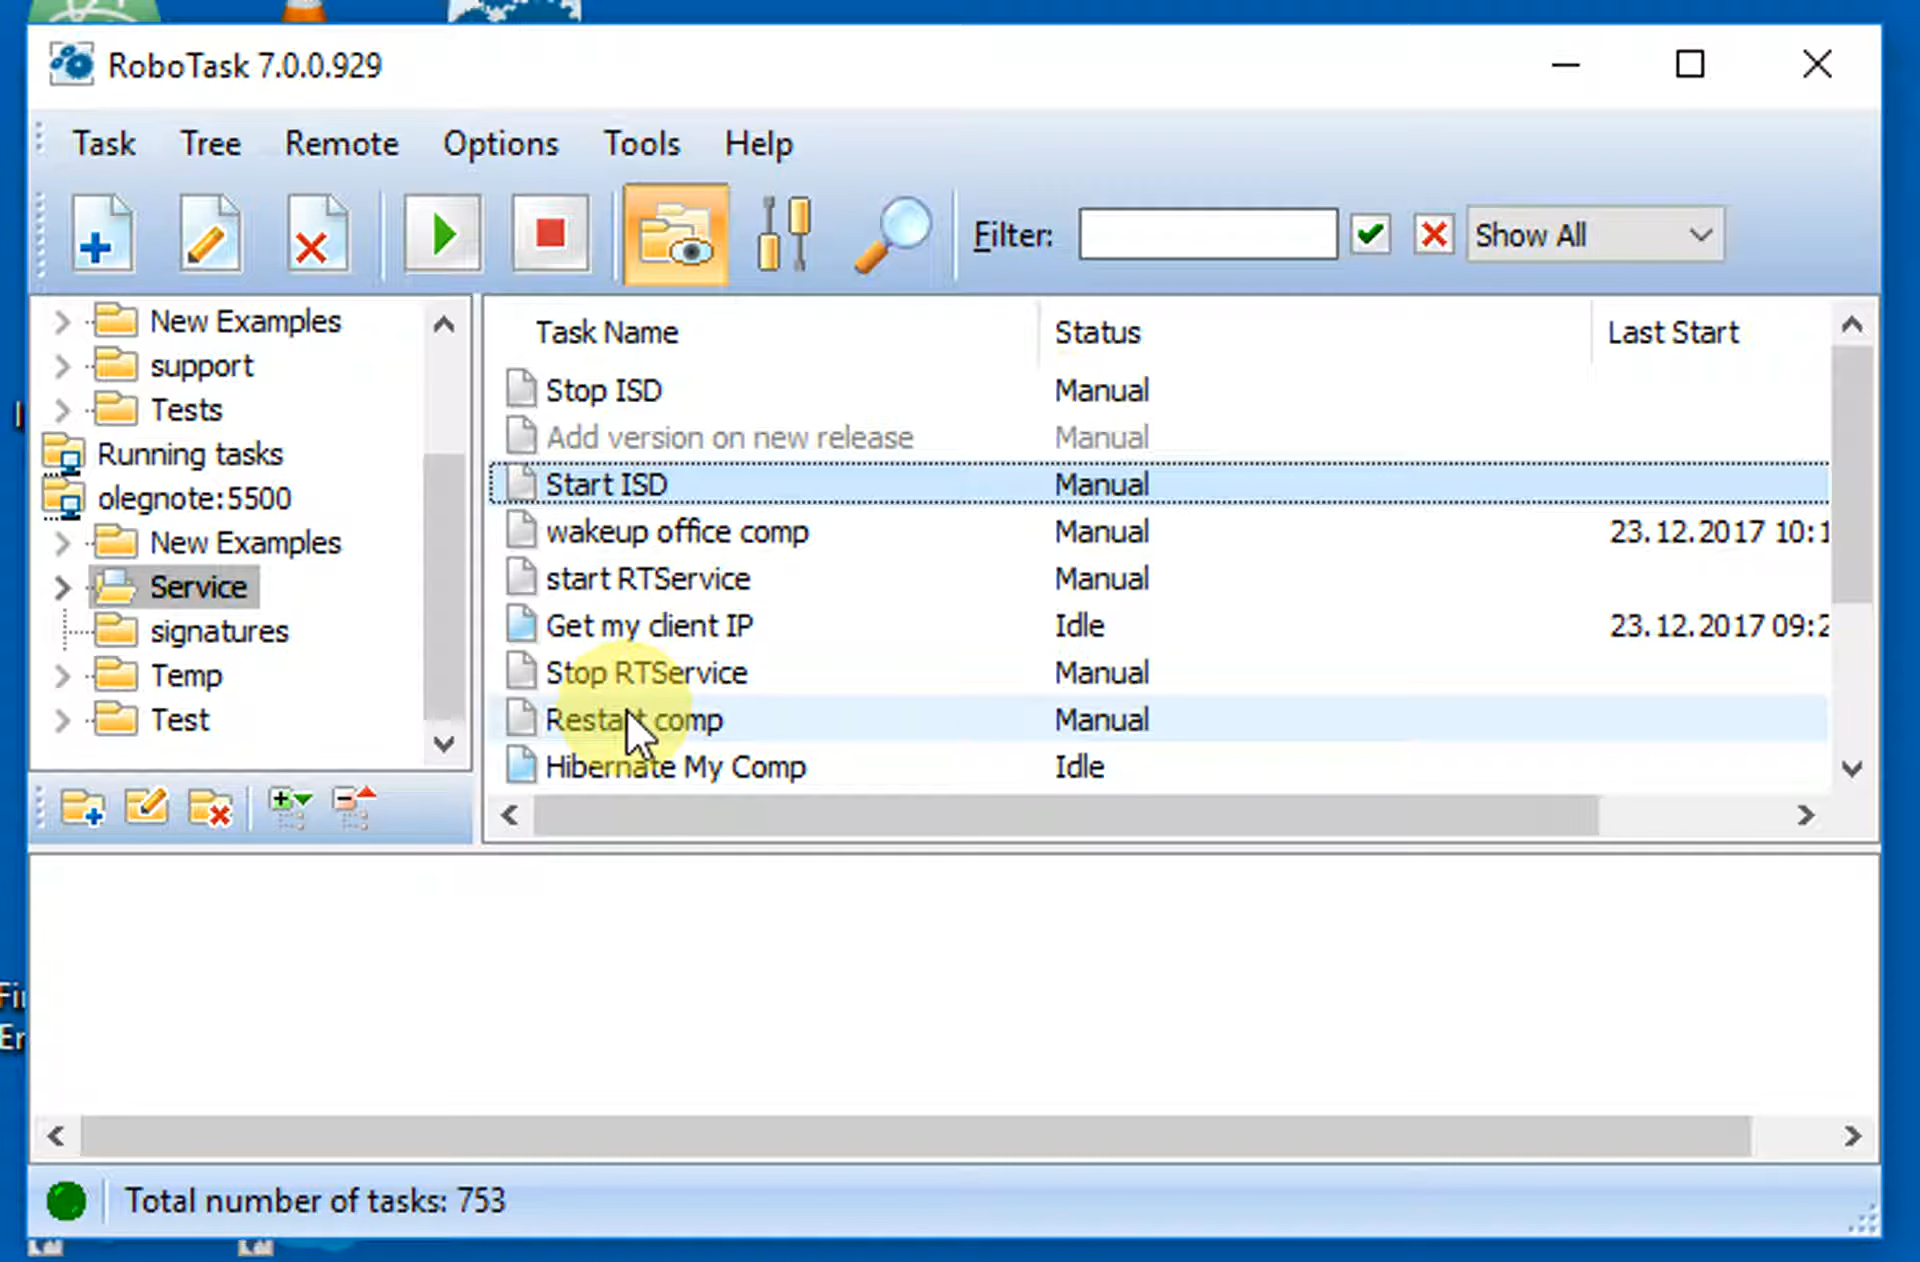 RoboTask 7.0.0.929
Task Tree Remote Options Tools Help
Filter: Show All
New Examples
support
Tests
Running tasks
olegnote:5500
New Examples
Service
signatures
Temp
Test
Task Name Status Last Start
Stop ISD Manual
Add version on new release Manual
Start ISD Manual
wakeup office comp Manual 23.12.2017 10:1
start RTService Manual
Get my client IP Idle 23.12.2017 09:2
Stop RTService Manual
Restart comp Manual
Hibernate My Comp Idle
Fi
Er
Total number of tasks: 753